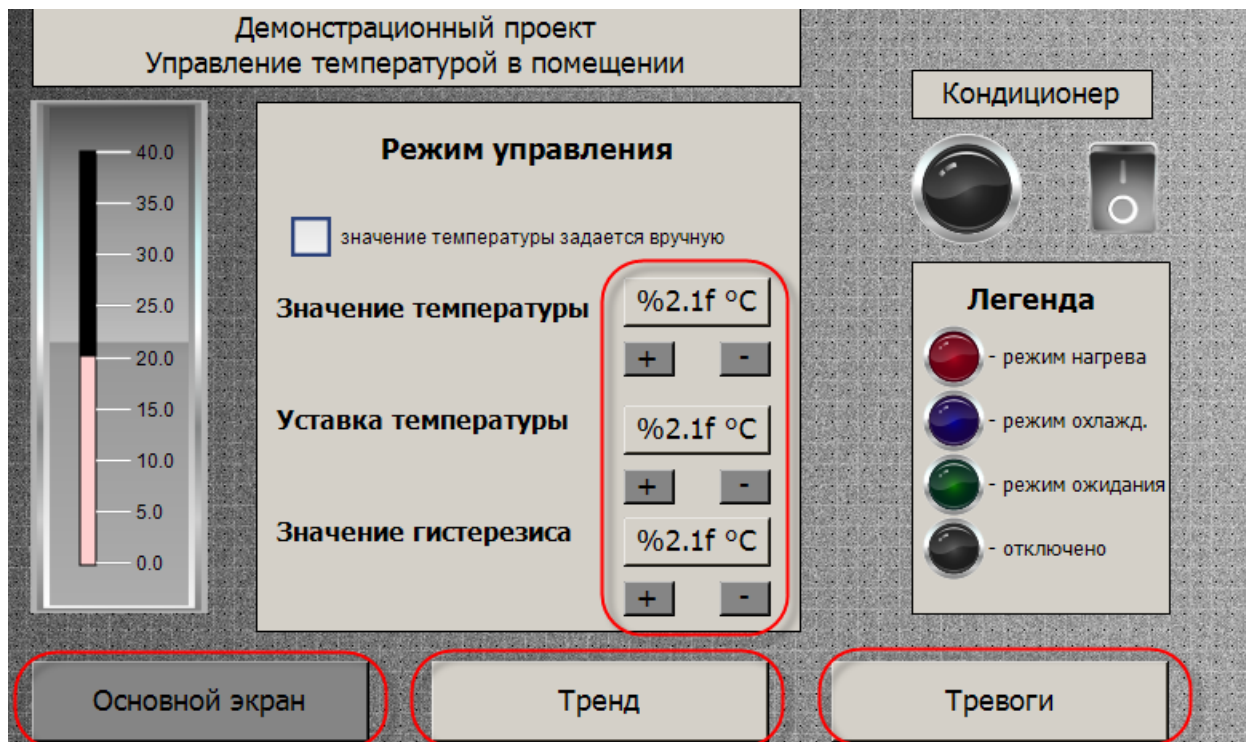 Демонстрационный проект
Управление температурой в помещении
Кондиционер
Режим управления
40.0
35.0
30.0
25.0
20.0
15.0
10.0
5.0
0.0
значение температуры задается вручную
Значение температуры
%2.1f °C
+ -
Уставка температуры
%2.1f °C
+ -
Значение гистерезиса
%2.1f °C
+ -
Легенда
- режим нагрева
- режим охлажд.
- режим ожидания
- отключено
Основной экран
Тренд
Тревоги